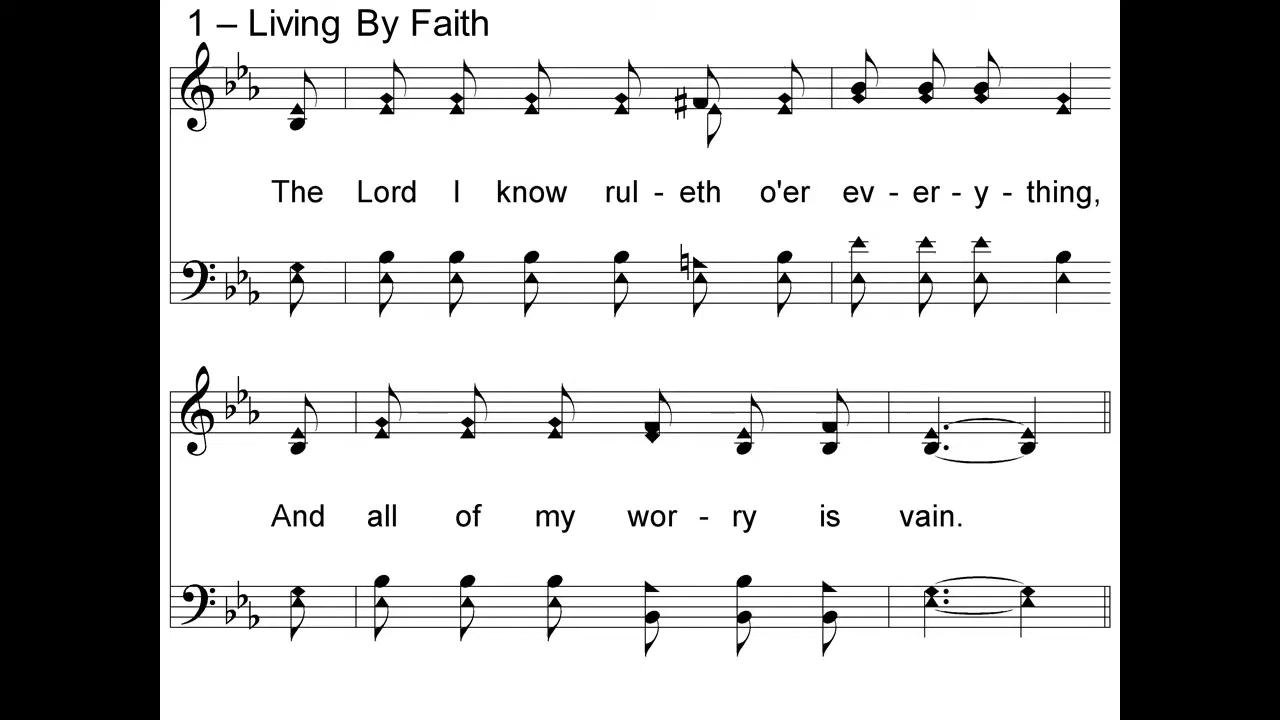 1 – Living By Faith
The Lord I know rul - eth o'er ev - er - y - thing,
And all of my wor - ry is vain.